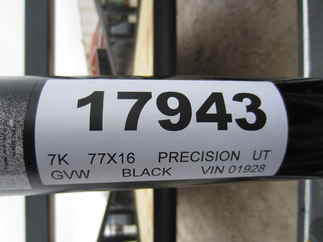 17943
7K 77X16 PRECISION UT
GVW BLACK VIN 01928